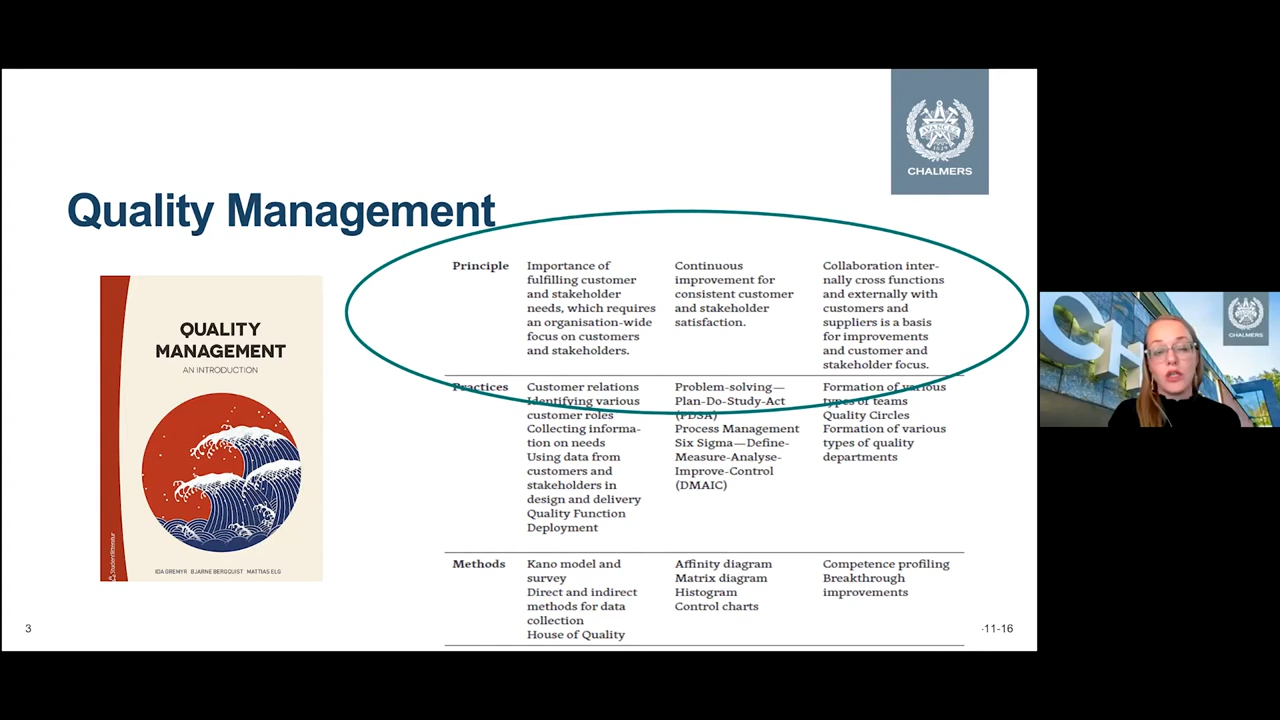 CHALMERS
Quality Management
QUALITY
MANAGEMENT
AN INTRODUCTION
Studentlitteratur
IDA GREMYR BJARNE BERGQUIST MATTIAS ELG
Principle
Importance of
fulfilling customer
and stakeholder
needs, which requires
an organisation-wide
focus on customers
and stakeholders.
Continuous
improvement for
consistent customer
and stakeholder
satisfaction.
Collaboration inter-
nally cross functions
and externally with
customers and
suppliers is a basis
for improvements
and customer and
stakeholder focus.
Practices
Customer relations
Identifying various
customer roles
Collecting informa-
tion on needs
Using data from
customers and
stakeholders in
design and delivery
Quality Function
Deployment
Problem-solving—
Plan-Do-Study-Act
(PDSA)
Process Management
Six Sigma—Define-
Measure-Analyse-
Improve-Control
(DMAIC)
Formation of various
types of teams
Quality Circles
Formation of various
types of quality
departments
Methods
Kano model and
survey
Direct and indirect
methods for data
collection
House of Quality
Affinity diagram
Matrix diagram
Histogram
Control charts
Competence profiling
Breakthrough
improvements
3
-11-16
CH